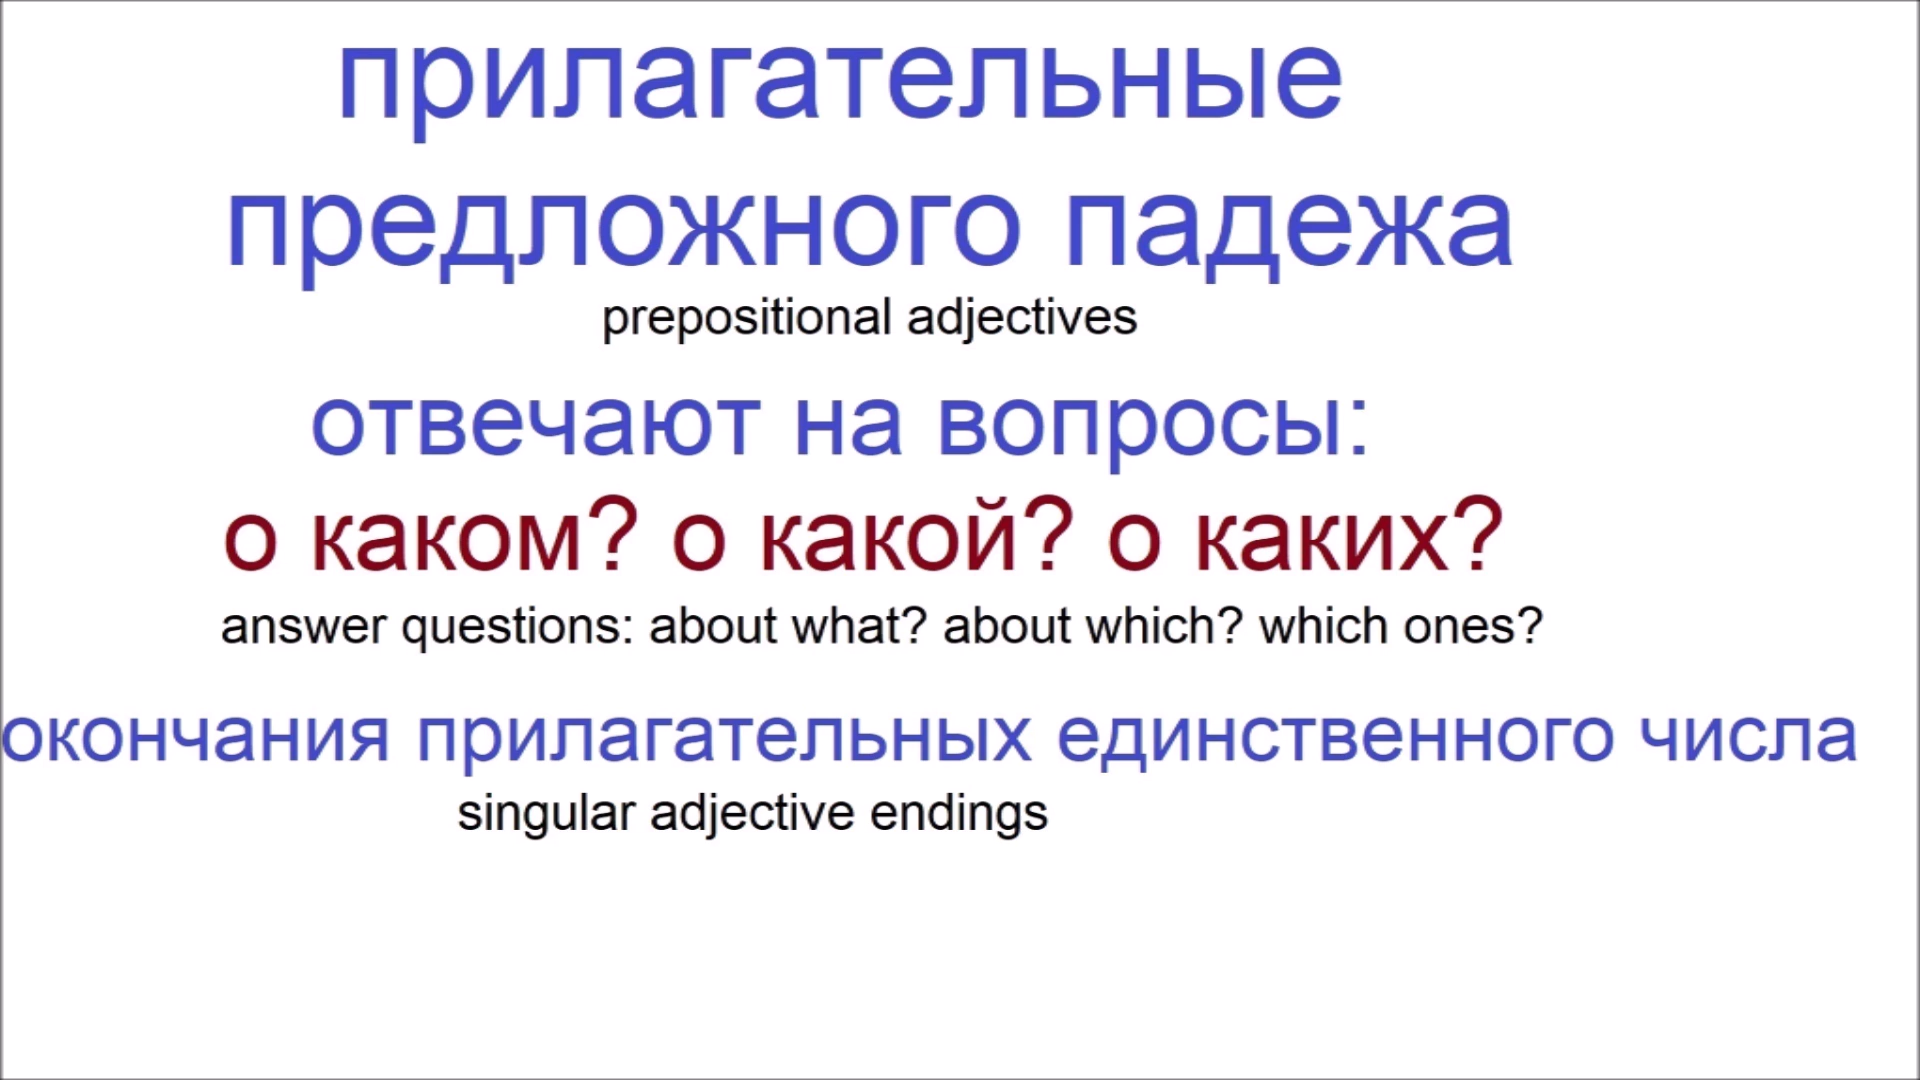 прилагательные
предложного падежа
prepositional adjectives
отвечают на вопросы:
о каком? о какой? о каких?
answer questions: about what? about which? which ones?
окончания прилагательных единственного числа
singular adjective endings